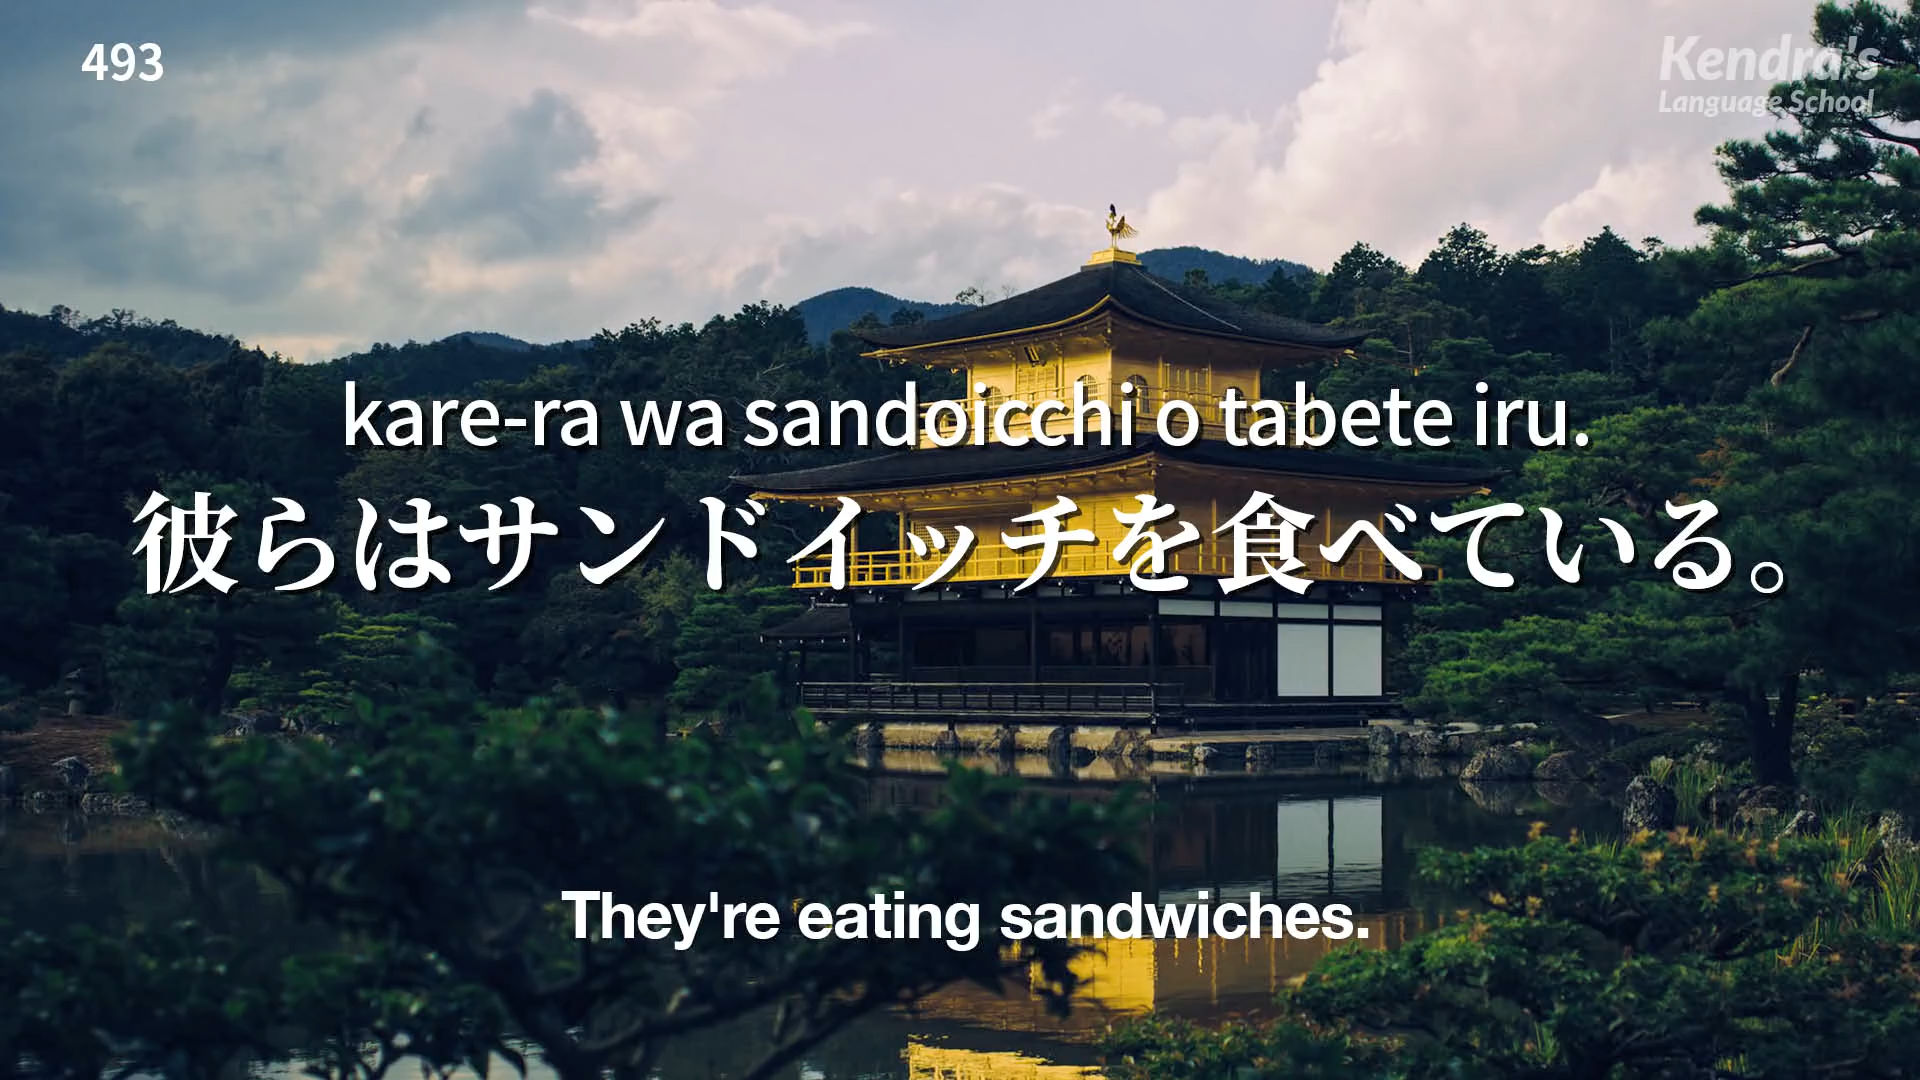 493
Kendra's
Language School
kare-ra wa sandoicchi o tabete iru.
彼らはサンドイッチを食べている。
They're eating sandwiches.